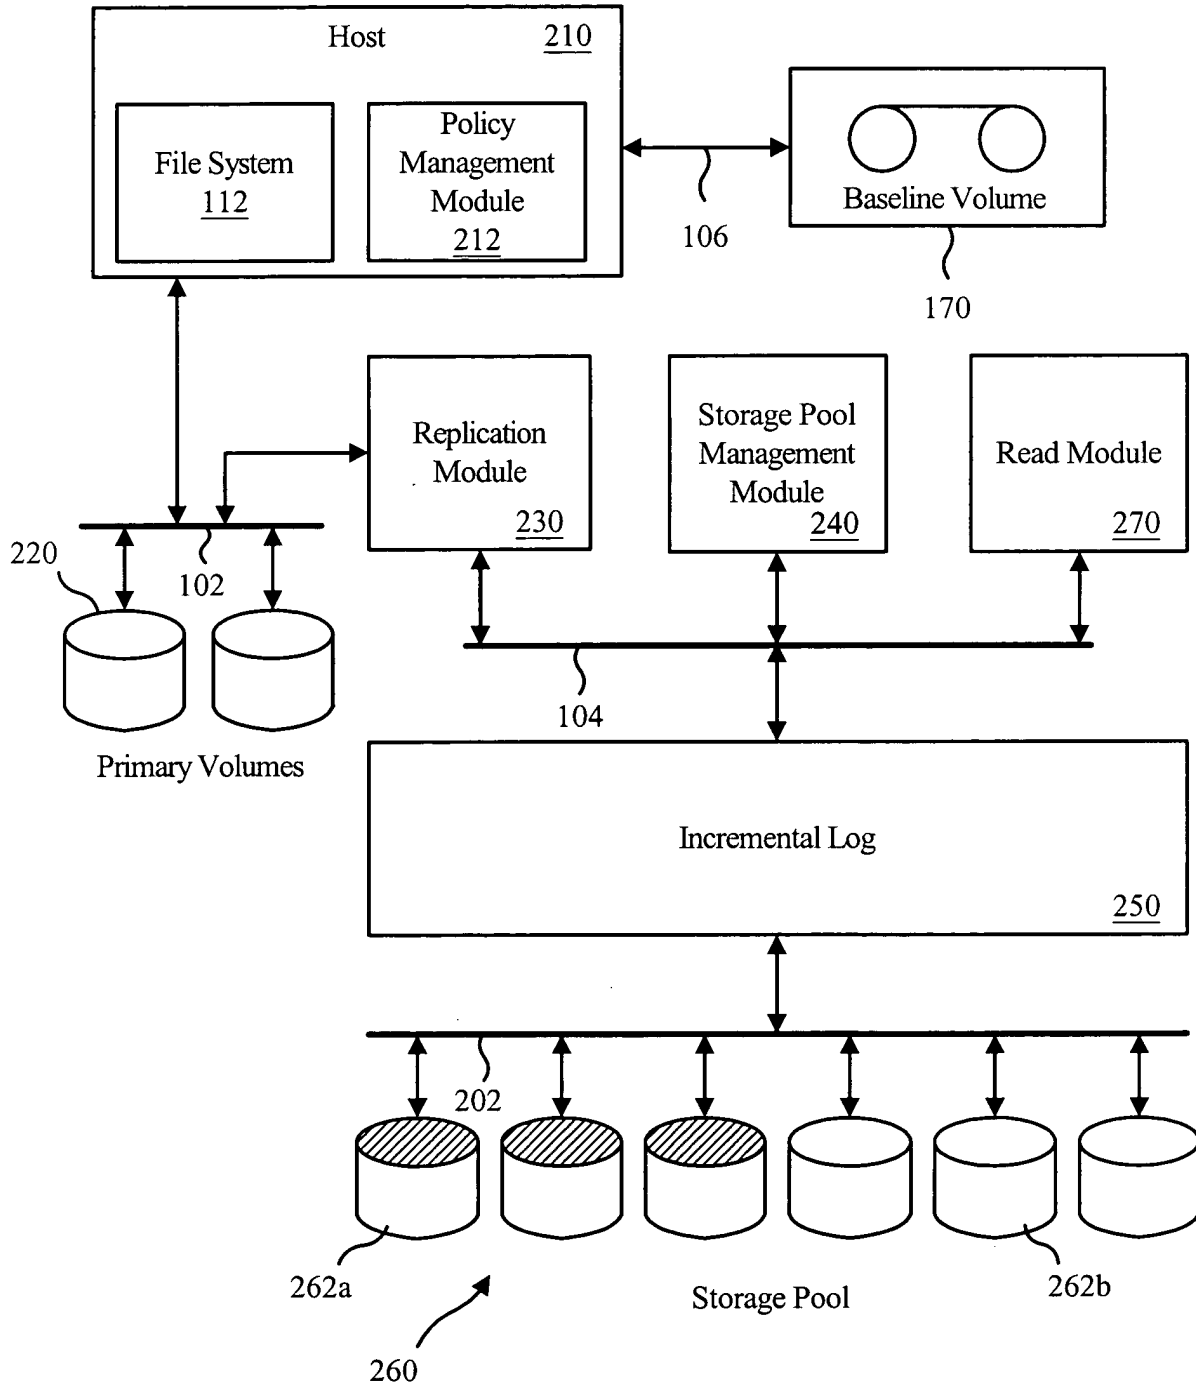 Host 210
File System
112
Policy
Management
Module
212
106
Baseline Volume
170
Replication
Module
230
Storage Pool
Management
Module
240
Read Module
270
220
102
104
Primary Volumes
Incremental Log
250
202
262a
262b
Storage Pool
260